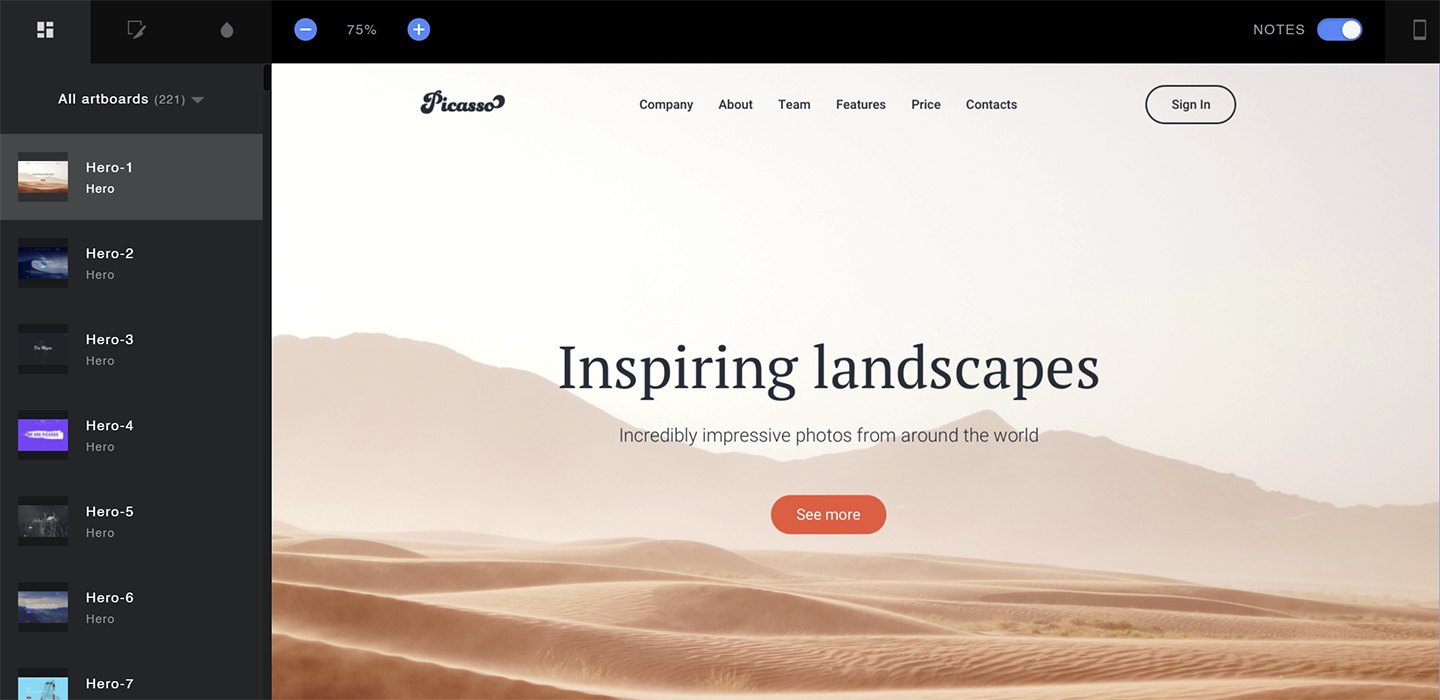 75%
NOTES
All artboards (221)
Hero-1
Hero
Hero-2
Hero
Hero-3
Hero
Hero-4
Hero
Hero-5
Hero
Hero-6
Hero
Hero-7
Picasso
Company About Team Features Price Contacts
Sign In
Inspiring landscapes
Incredibly impressive photos from around the world
See more